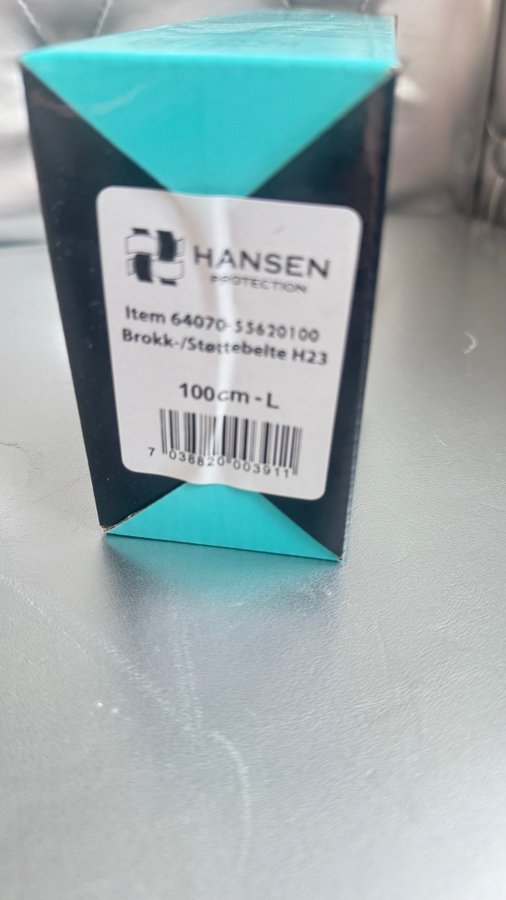 HANSEN
PROTECTION
Item 64070-55620100
Brokk-/Støttebelte H23
100cm - L
7 038820 003911